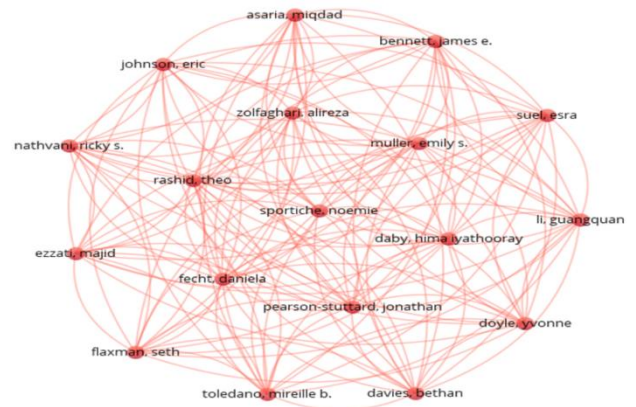 asaria, miqdad
bennett, james e.
johnson, eric
zolfaghari, alireza
suel, esra
nathvani, ricky s.
muller, emily s.
rashid, theo
sportiche, noemie
li, guangquan
daby, hima iyathooray
ezzati, majid
fecht, daniela
pearson-stuttard, jonathan
doyle, yvonne
flaxman, seth
toledano, mireille b.
davies, bethan